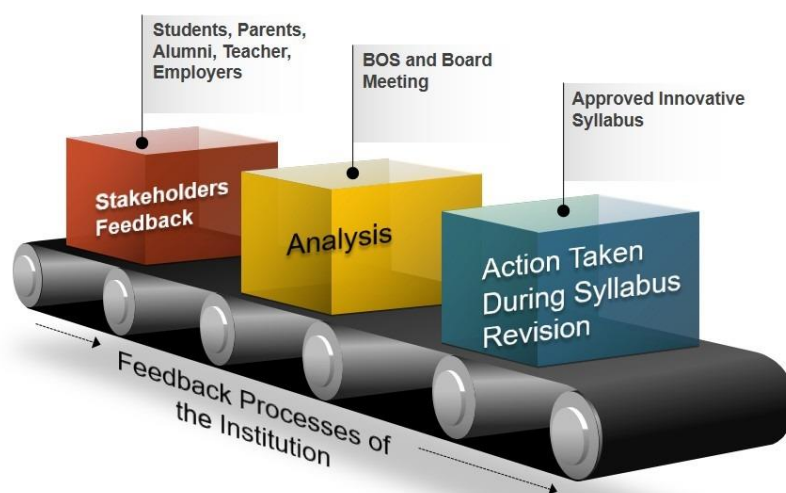 Students, Parents,
Alumni, Teacher,
Employers
BOS and Board
Meeting
Approved Innovative
Syllabus
Stakeholders
Feedback
Analysis
Action Taken
During Syllabus
Revision
Feedback Processes of
the Institution